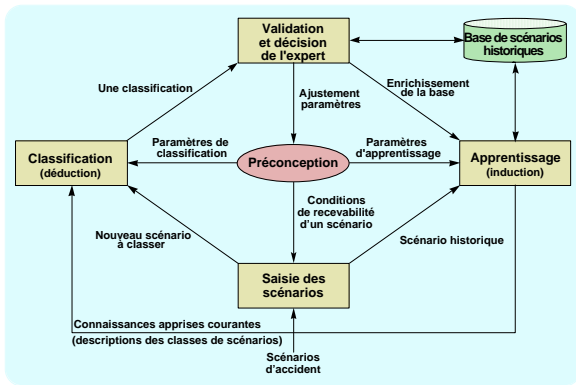 Validation
et décision
de l'expert
Base de scénarios
historiques
Une classification
Ajustement
paramètres
Enrichissement
de la base
Classification
(déduction)
Paramètres de
classification
Préconception
Paramètres
d'apprentissage
Apprentissage
(induction)
Nouveau scénario
à classer
Conditions
de recevabilité
d'un scénario
Scénario historique
Saisie des
scénarios
Connaissances apprises courantes
(descriptions des classes de scénarios)
Scénarios
d'accident